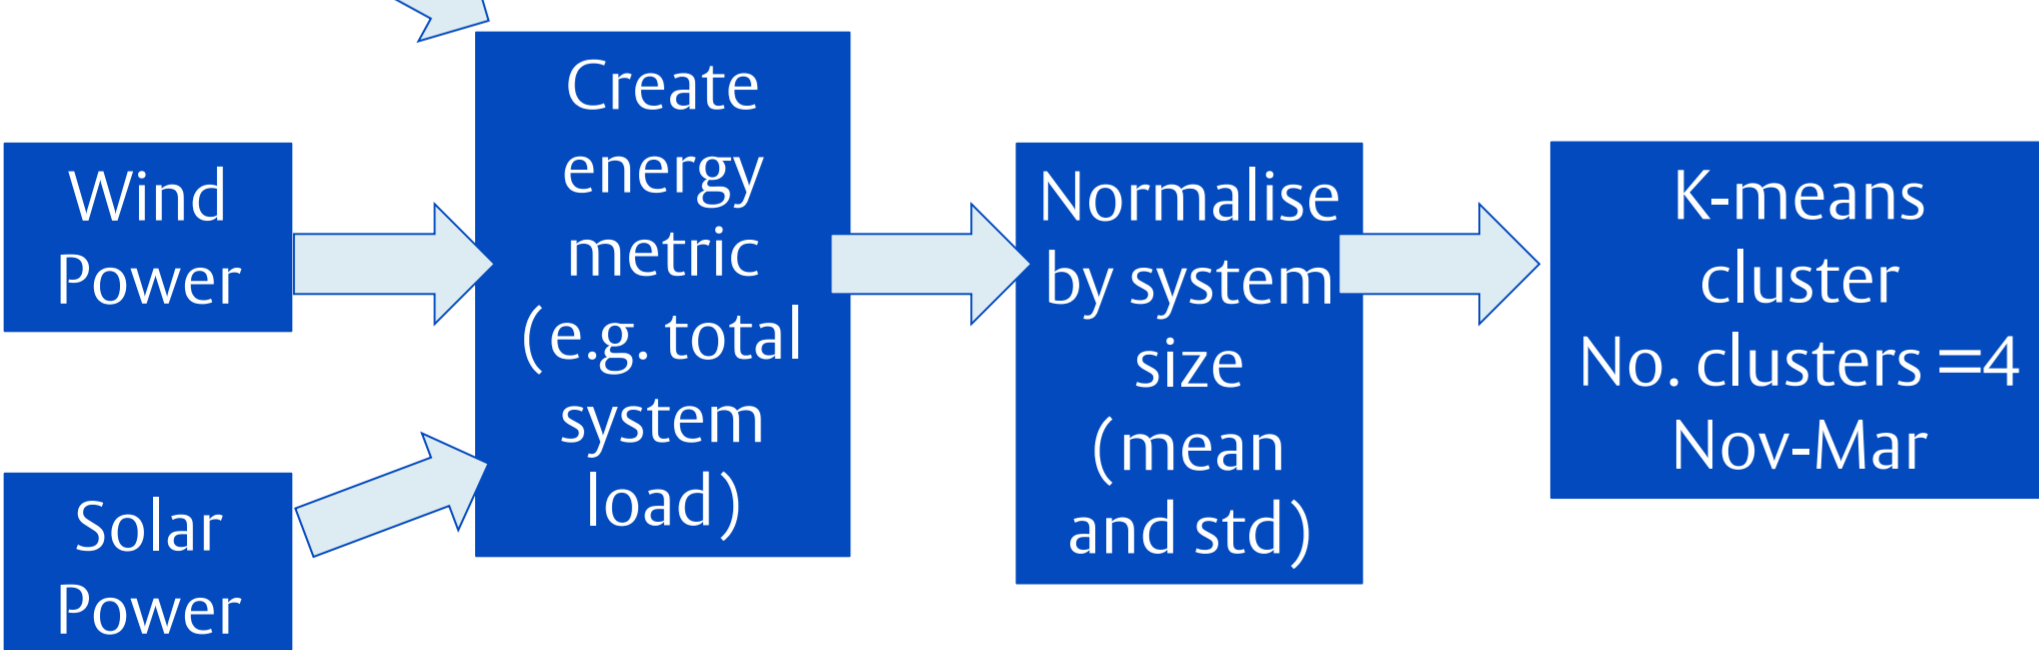 Wind
Power
Solar
Power
Create
energy
metric
(e.g. total
system
load)
Normalise
by system
size
(mean
and std)
K-means
cluster
No. clusters =4
Nov-Mar